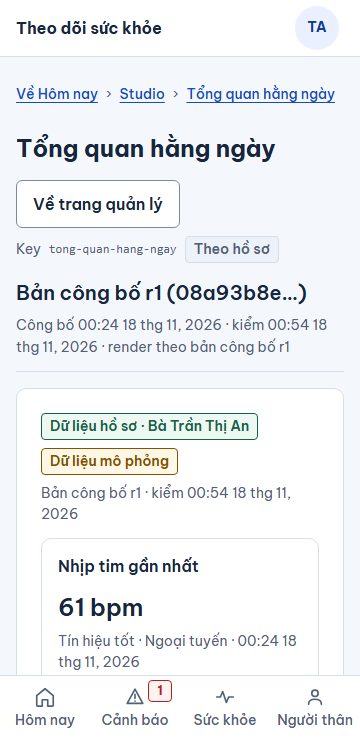 Theo dõi sức khỏe
TA
Về Hôm nay › Studio › Tổng quan hằng ngày
Tổng quan hằng ngày
Về trang quản lý
Key tong-quan-hang-ngay Theo hồ sơ
Bản công bố r1 (08a93b8e…)
Công bố 00:24 18 thg 11, 2026 · kiểm 00:54 18
thg 11, 2026 · render theo bản công bố r1
Dữ liệu hồ sơ · Bà Trần Thị An
Dữ liệu mô phỏng
Bản công bố r1 · kiểm 00:54 18 thg 11,
2026
Nhịp tim gần nhất
61 bpm
Tín hiệu tốt · Ngoại tuyến · 00:24 18
thg 11, 2026
1
Hôm nay Cảnh báo Sức khỏe Người thân